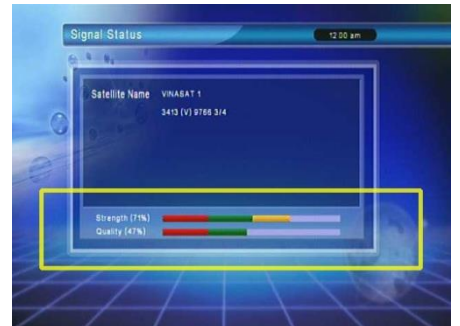 Signal Status
12:00 am
Satellite Name VINASAT 1
3413 (V) 9766 3/4
Strength (71%)
Quality (47%)